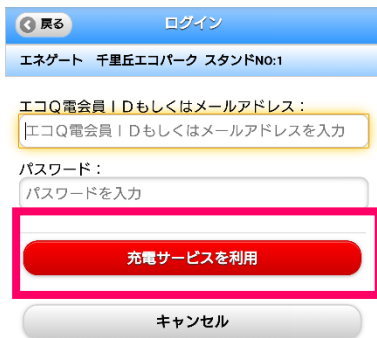 戻る
ログイン
エネゲート 千里丘エコパーク スタンドNO:1
エコQ電会員IDもしくはメールアドレス：
エコQ電会員IDもしくはメールアドレスを入力
パスワード：
パスワードを入力
充電サービスを利用
キャンセル